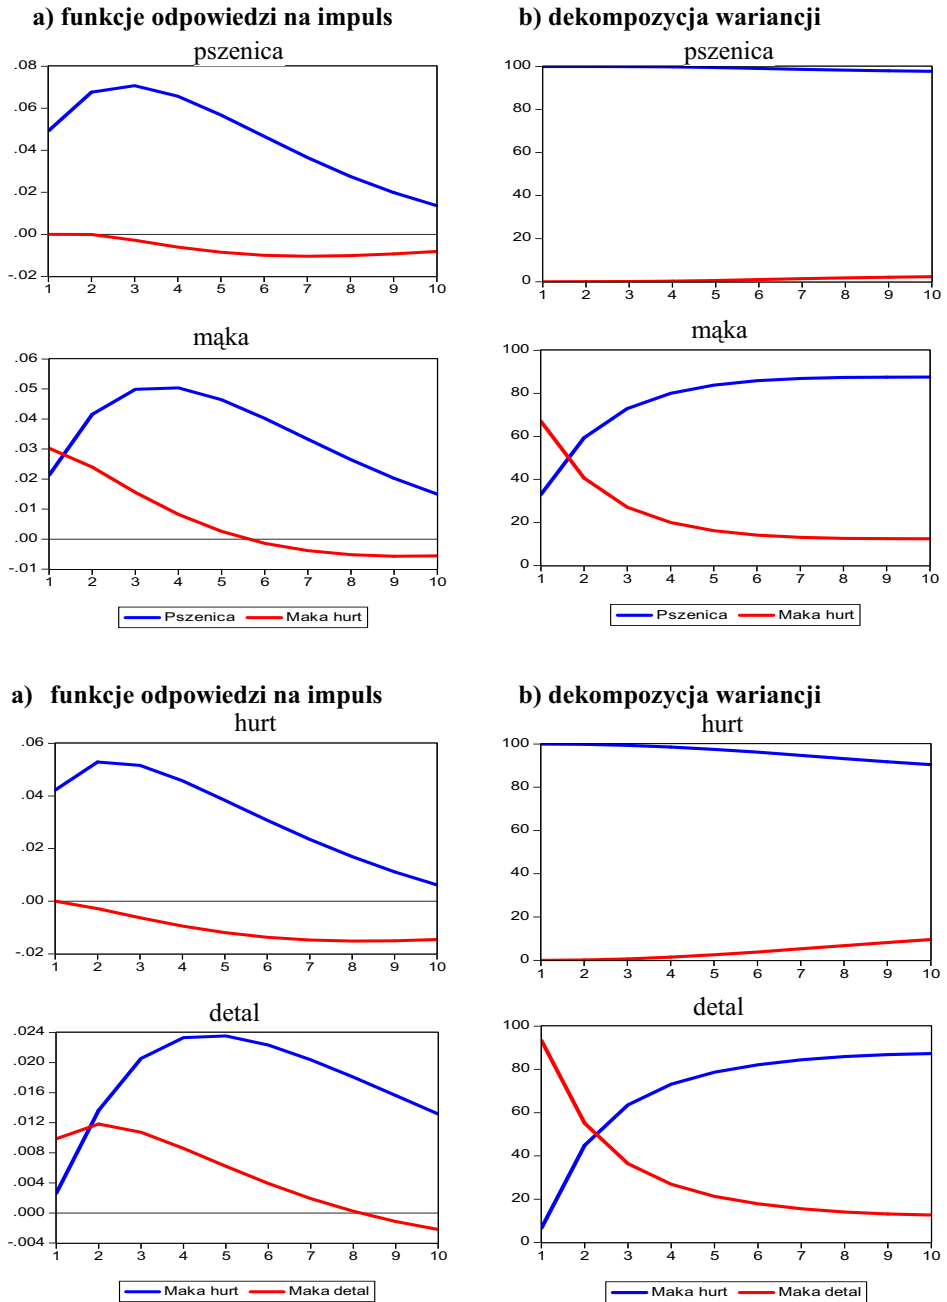 a) funkcje odpowiedzi na impuls
b) dekompozycja wariancji
pszenica
pszenica
.08
.06
.04
.02
.00
-.02
1 2 3 4 5 6 7 8 9 10
100
80
60
40
20
0
1 2 3 4 5 6 7 8 9 10
mąka
mąka
.06
.05
.04
.03
.02
.01
.00
-.01
1 2 3 4 5 6 7 8 9 10
100
80
60
40
20
0
1 2 3 4 5 6 7 8 9 10
Pszenica Maka hurt
Pszenica Maka hurt
a) funkcje odpowiedzi na impuls
b) dekompozycja wariancji
hurt
hurt
.06
.04
.02
.00
-.02
1 2 3 4 5 6 7 8 9 10
100
80
60
40
20
0
1 2 3 4 5 6 7 8 9 10
detal
detal
.024
.020
.016
.012
.008
.004
.000
-.004
1 2 3 4 5 6 7 8 9 10
100
80
60
40
20
0
1 2 3 4 5 6 7 8 9 10
Maka hurt Maka detal
Maka hurt Maka detal